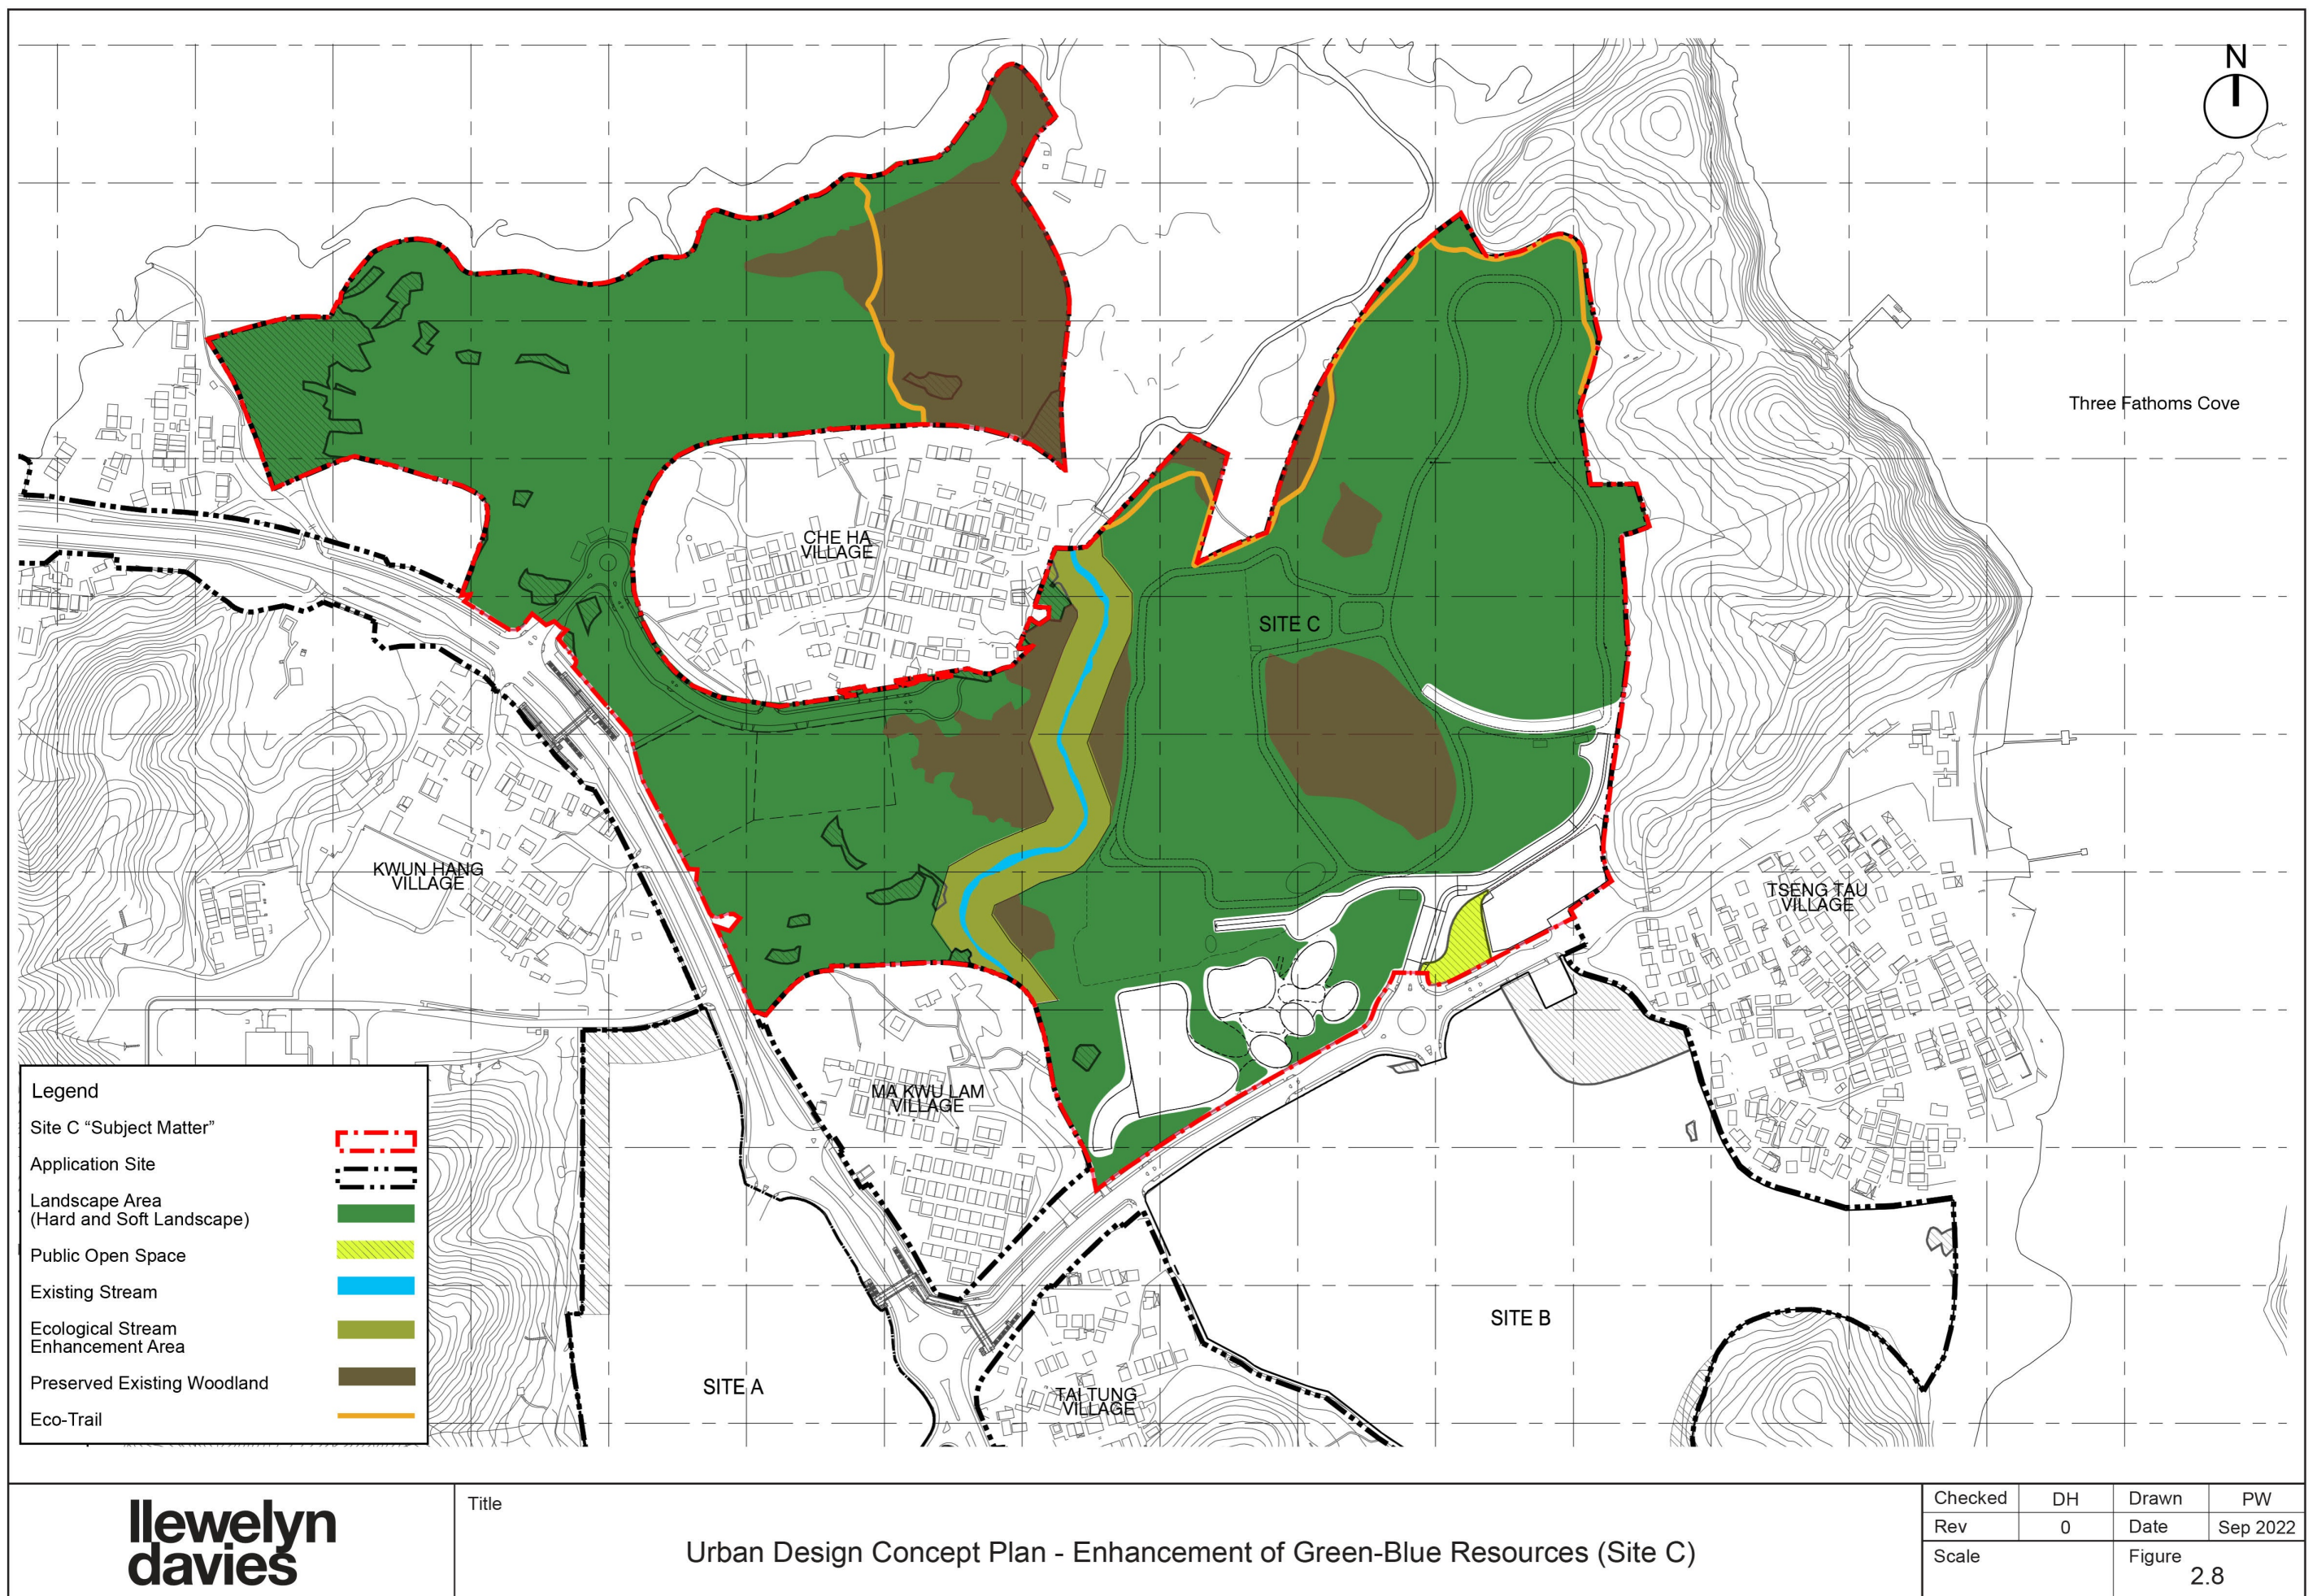 N
Three Fathoms Cove
CHE HA
VILLAGE
SITE C
KWUN HANG
VILLAGE
TSENG TAU
VILLAGE
MA KWU LAM
VILLAGE
SITE B
SITE A
TAI TUNG
VILLAGE
Legend
Site C “Subject Matter”
Application Site
Landscape Area
(Hard and Soft Landscape)
Public Open Space
Existing Stream
Ecological Stream
Enhancement Area
Preserved Existing Woodland
Eco-Trail
llewelyn
davies
Title
Urban Design Concept Plan - Enhancement of Green-Blue Resources (Site C)
Checked DH Drawn PW
Rev 0 Date Sep 2022
Scale Figure
2.8